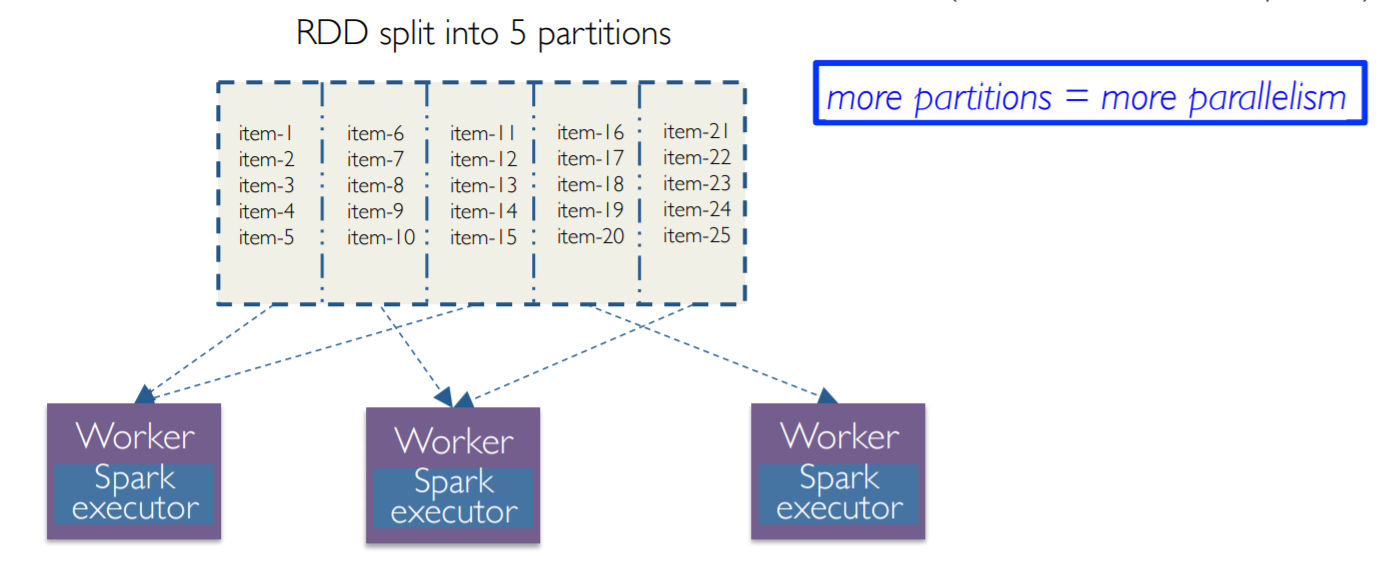 RDD split into 5 partitions
more partitions = more parallelism
item-1
item-2
item-3
item-4
item-5
item-6
item-7
item-8
item-9
item-10
item-11
item-12
item-13
item-14
item-15
item-16
item-17
item-18
item-19
item-20
item-21
item-22
item-23
item-24
item-25
Worker
Spark
executor
Worker
Spark
executor
Worker
Spark
executor